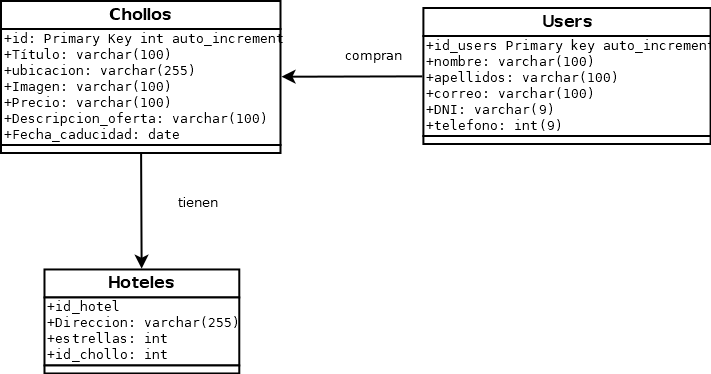 Chollos
+id: Primary Key int auto_increment
+Título: varchar(100)
+ubicacion: varchar(255)
+Imagen: varchar(100)
+Precio: varchar(100)
+Descripcion_oferta: varchar(100)
+Fecha_caducidad: date
compran
Users
+id_users Primary key auto_increment
+nombre: varchar(100)
+apellidos: varchar(100)
+correo: varchar(100)
+DNI: varchar(9)
+telefono: int(9)
tienen
Hoteles
+id_hotel
+Direccion: varchar(255)
+estrellas: int
+id_chollo: int